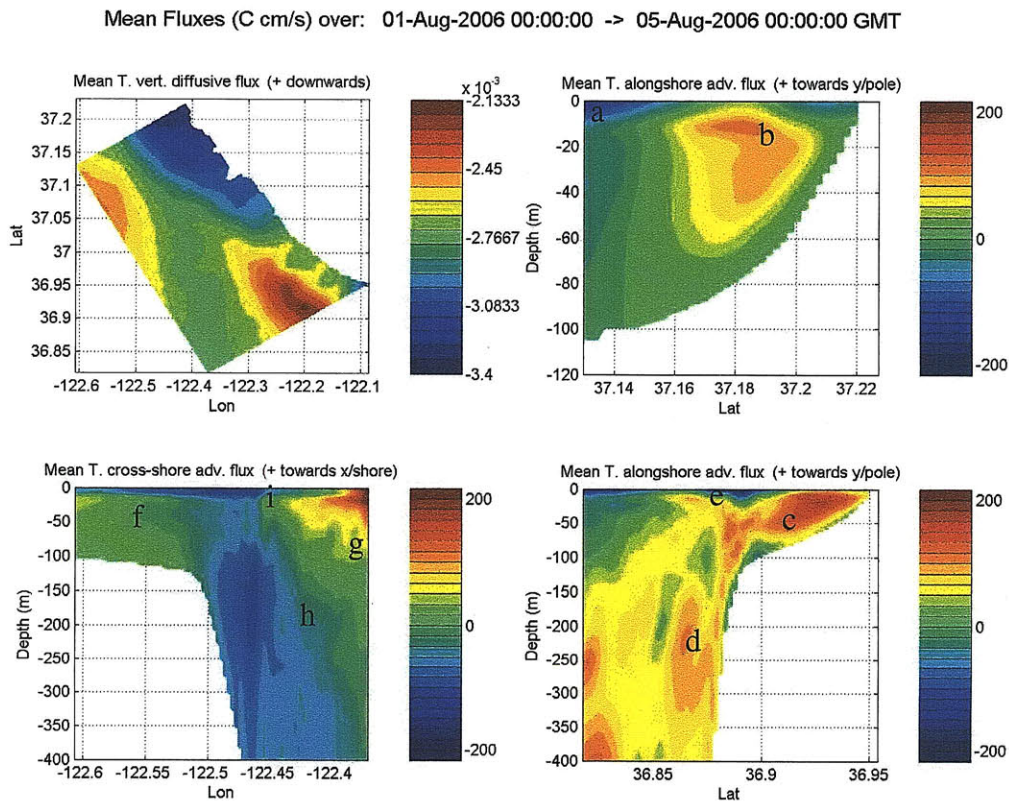 Mean Fluxes (C cm/s) over: 01-Aug-2006 00:00:00 -> 05-Aug-2006 00:00:00 GMT
Mean T. vert. diffusive flux (+ downwards)
x 10^-3
37.2
37.15
37.1
37.05
37
36.95
36.9
36.85
Lat
-122.6 -122.5 -122.4 -122.3 -122.2 -122.1
Lon
-2.1333
-2.45
-2.7667
-3.0833
-3.4
Mean T. alongshore adv. flux (+ towards y/pole)
0
-20
-40
-60
-80
-100
-120
Depth (m)
a
b
37.14 37.16 37.18 37.2 37.22
Lat
200
0
-200
Mean T. cross-shore adv. flux (+ towards x/shore)
0
-50
-100
-150
-200
-250
-300
-350
-400
Depth (m)
i
f
g
h
-122.6 -122.55 -122.5 -122.45 -122.4
Lon
200
0
-200
Mean T. alongshore adv. flux (+ towards y/pole)
0
-50
-100
-150
-200
-250
-300
-350
-400
Depth (m)
e
c
d
36.85 36.9 36.95
Lat
200
0
-200